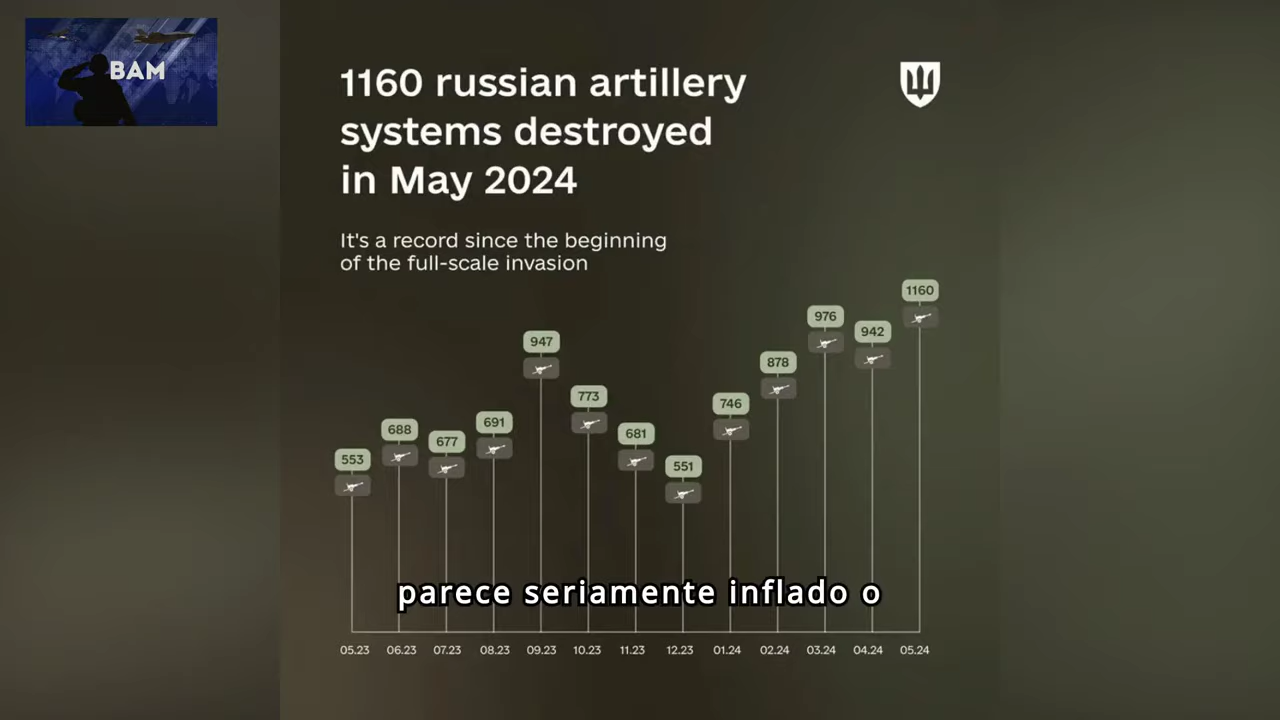 BAM
1160 russian artillery
systems destroyed
in May 2024
It's a record since the beginning
of the full-scale invasion
1160
976
942
947
878
773
746
691
688
681
677
553
551
parece seriamente inflado o
05.23 06.23 07.23 08.23 09.23 10.23 11.23 12.23 01.24 02.24 03.24 04.24 05.24